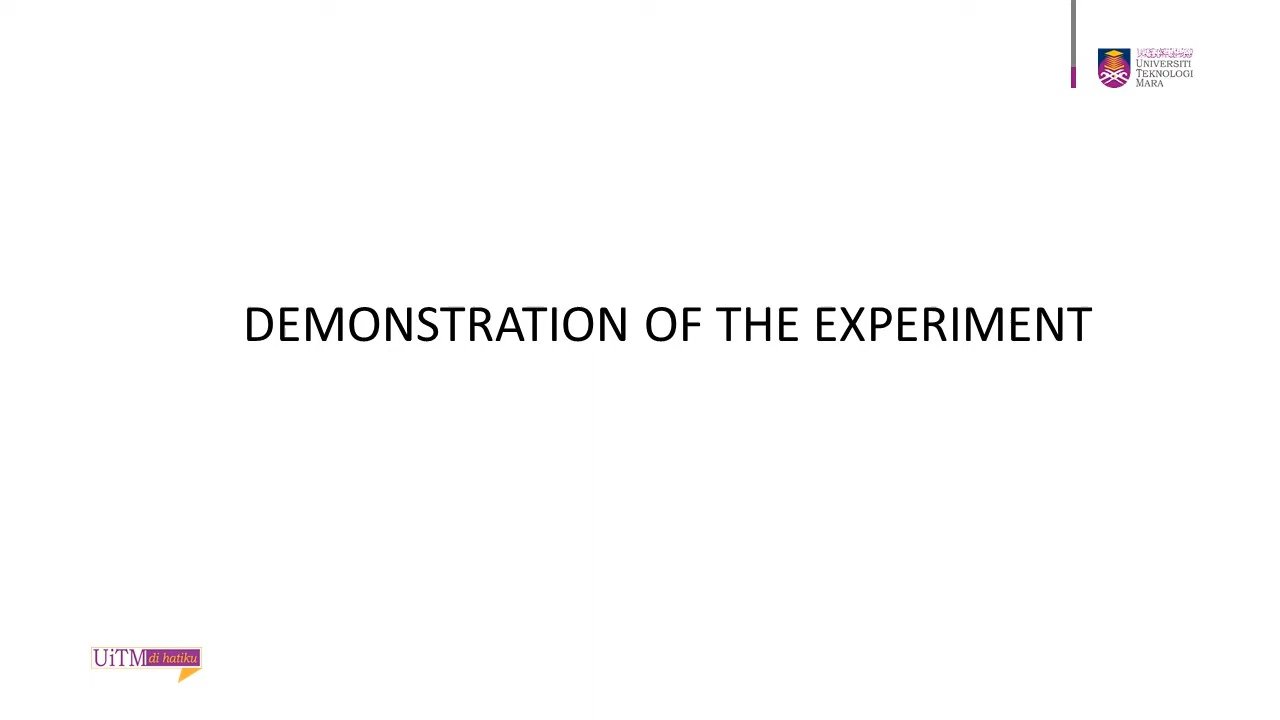 UNIVERSITI
TEKNOLOGI
MARA
DEMONSTRATION OF THE EXPERIMENT
UiTM di hatiku